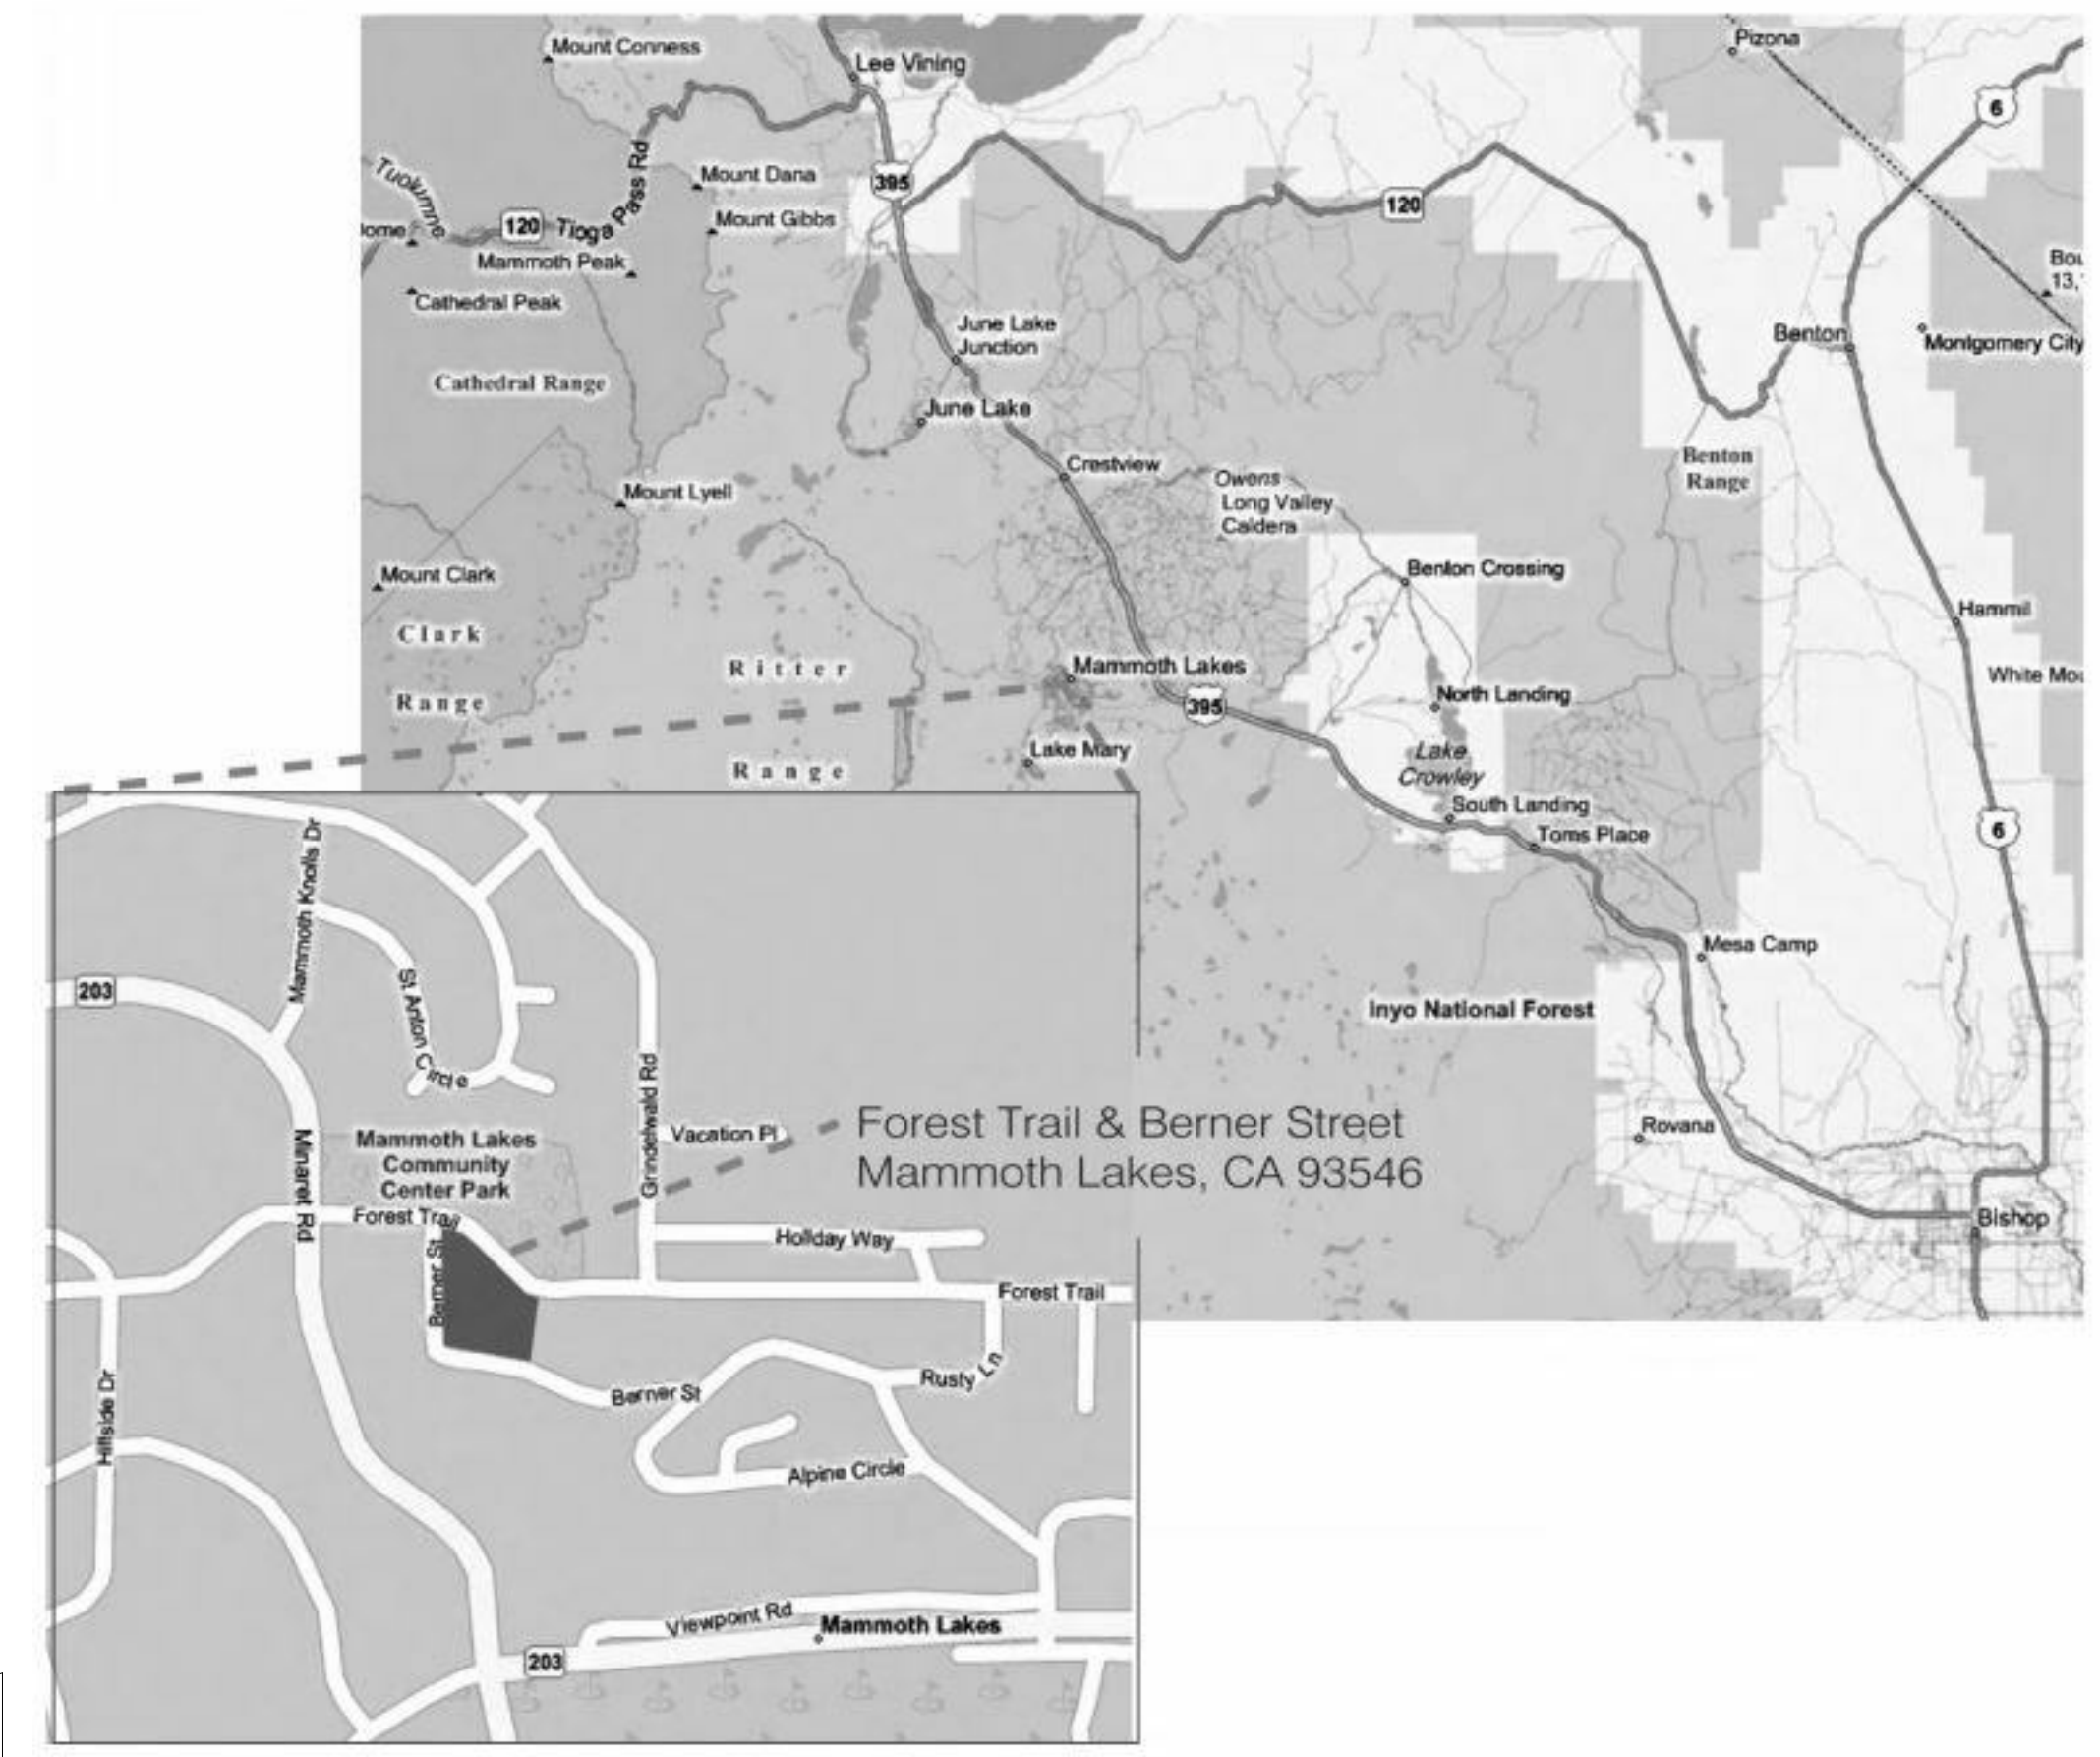 Mount Conness
Lee Vining
Pizona
6
Tuolumne
Tioga Pass Rd
Mount Dana
395
120
Mount Gibbs
120
Mammoth Peak
Cathedral Peak
Bou
13,
June Lake
Junction
Benton
Montgomery City
Cathedral Range
June Lake
Crestview
Benton
Range
Owens
Long Valley
Caldera
Mount Lyell
Mount Clark
Benton Crossing
Clark
Range
Hammil
Ritter
Range
Mammoth Lakes
White Mou
North Landing
395
Lake Mary
Lake
Crowley
South Landing
Toms Place
6
Mesa Camp
Inyo National Forest
Rovana
Bishop
Mammoth Knolls Dr
203
St Anton Circle
Grindelwald Rd
Vacation Pl
Forest Trail & Berner Street
Mammoth Lakes, CA 93546
Minaret Rd
Mammoth Lakes
Community
Center Park
Forest Trail
Berner St
Holiday Way
Forest Trail
Hillside Dr
Berner St
Rusty Ln
Alpine Circle
Viewpoint Rd
Mammoth Lakes
203